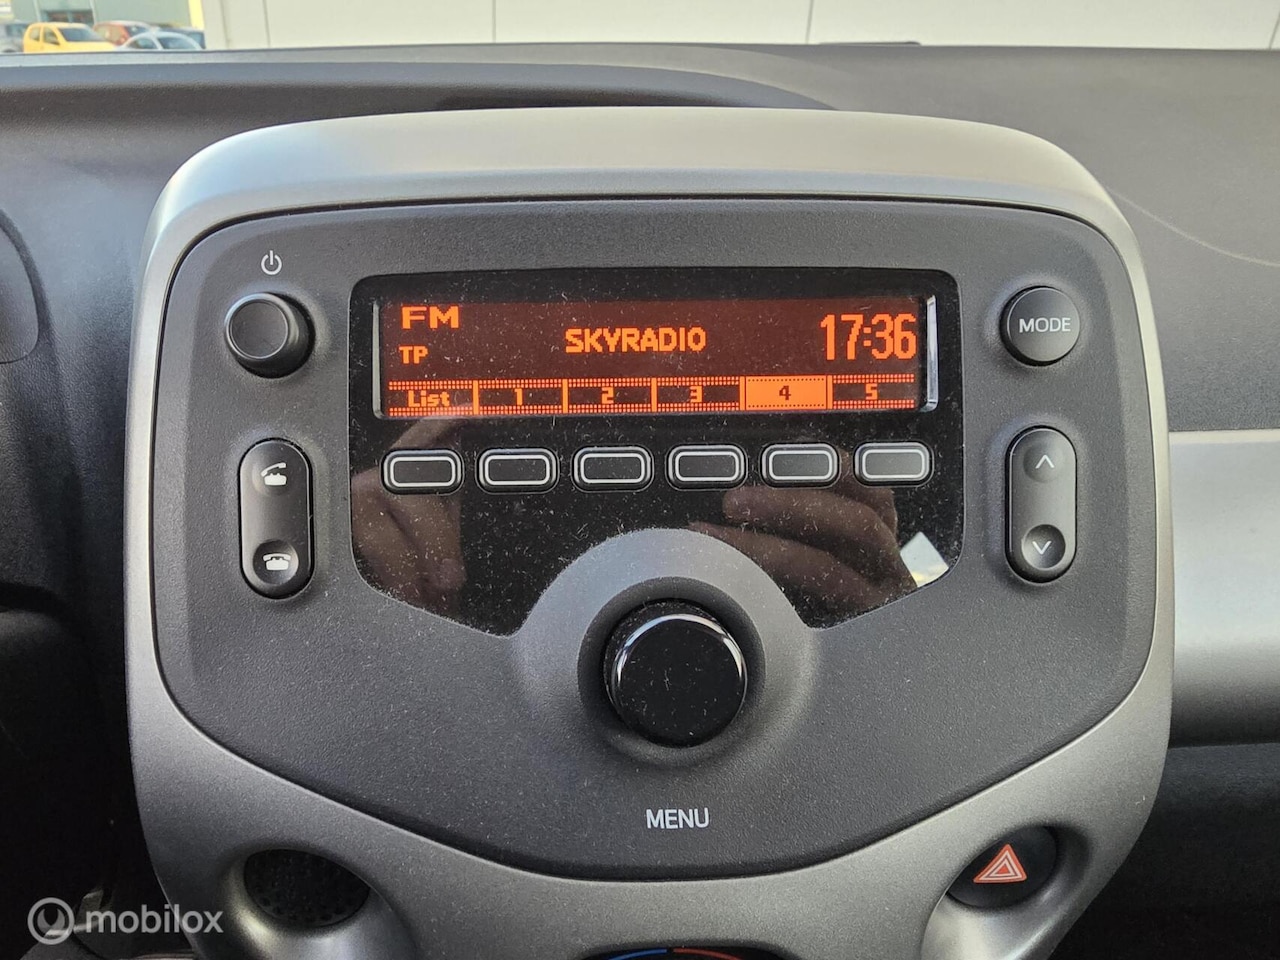 FM
SKYRADIO
17:36
TP
List 1 2 3 4 5
MODE
MENU
mobilox